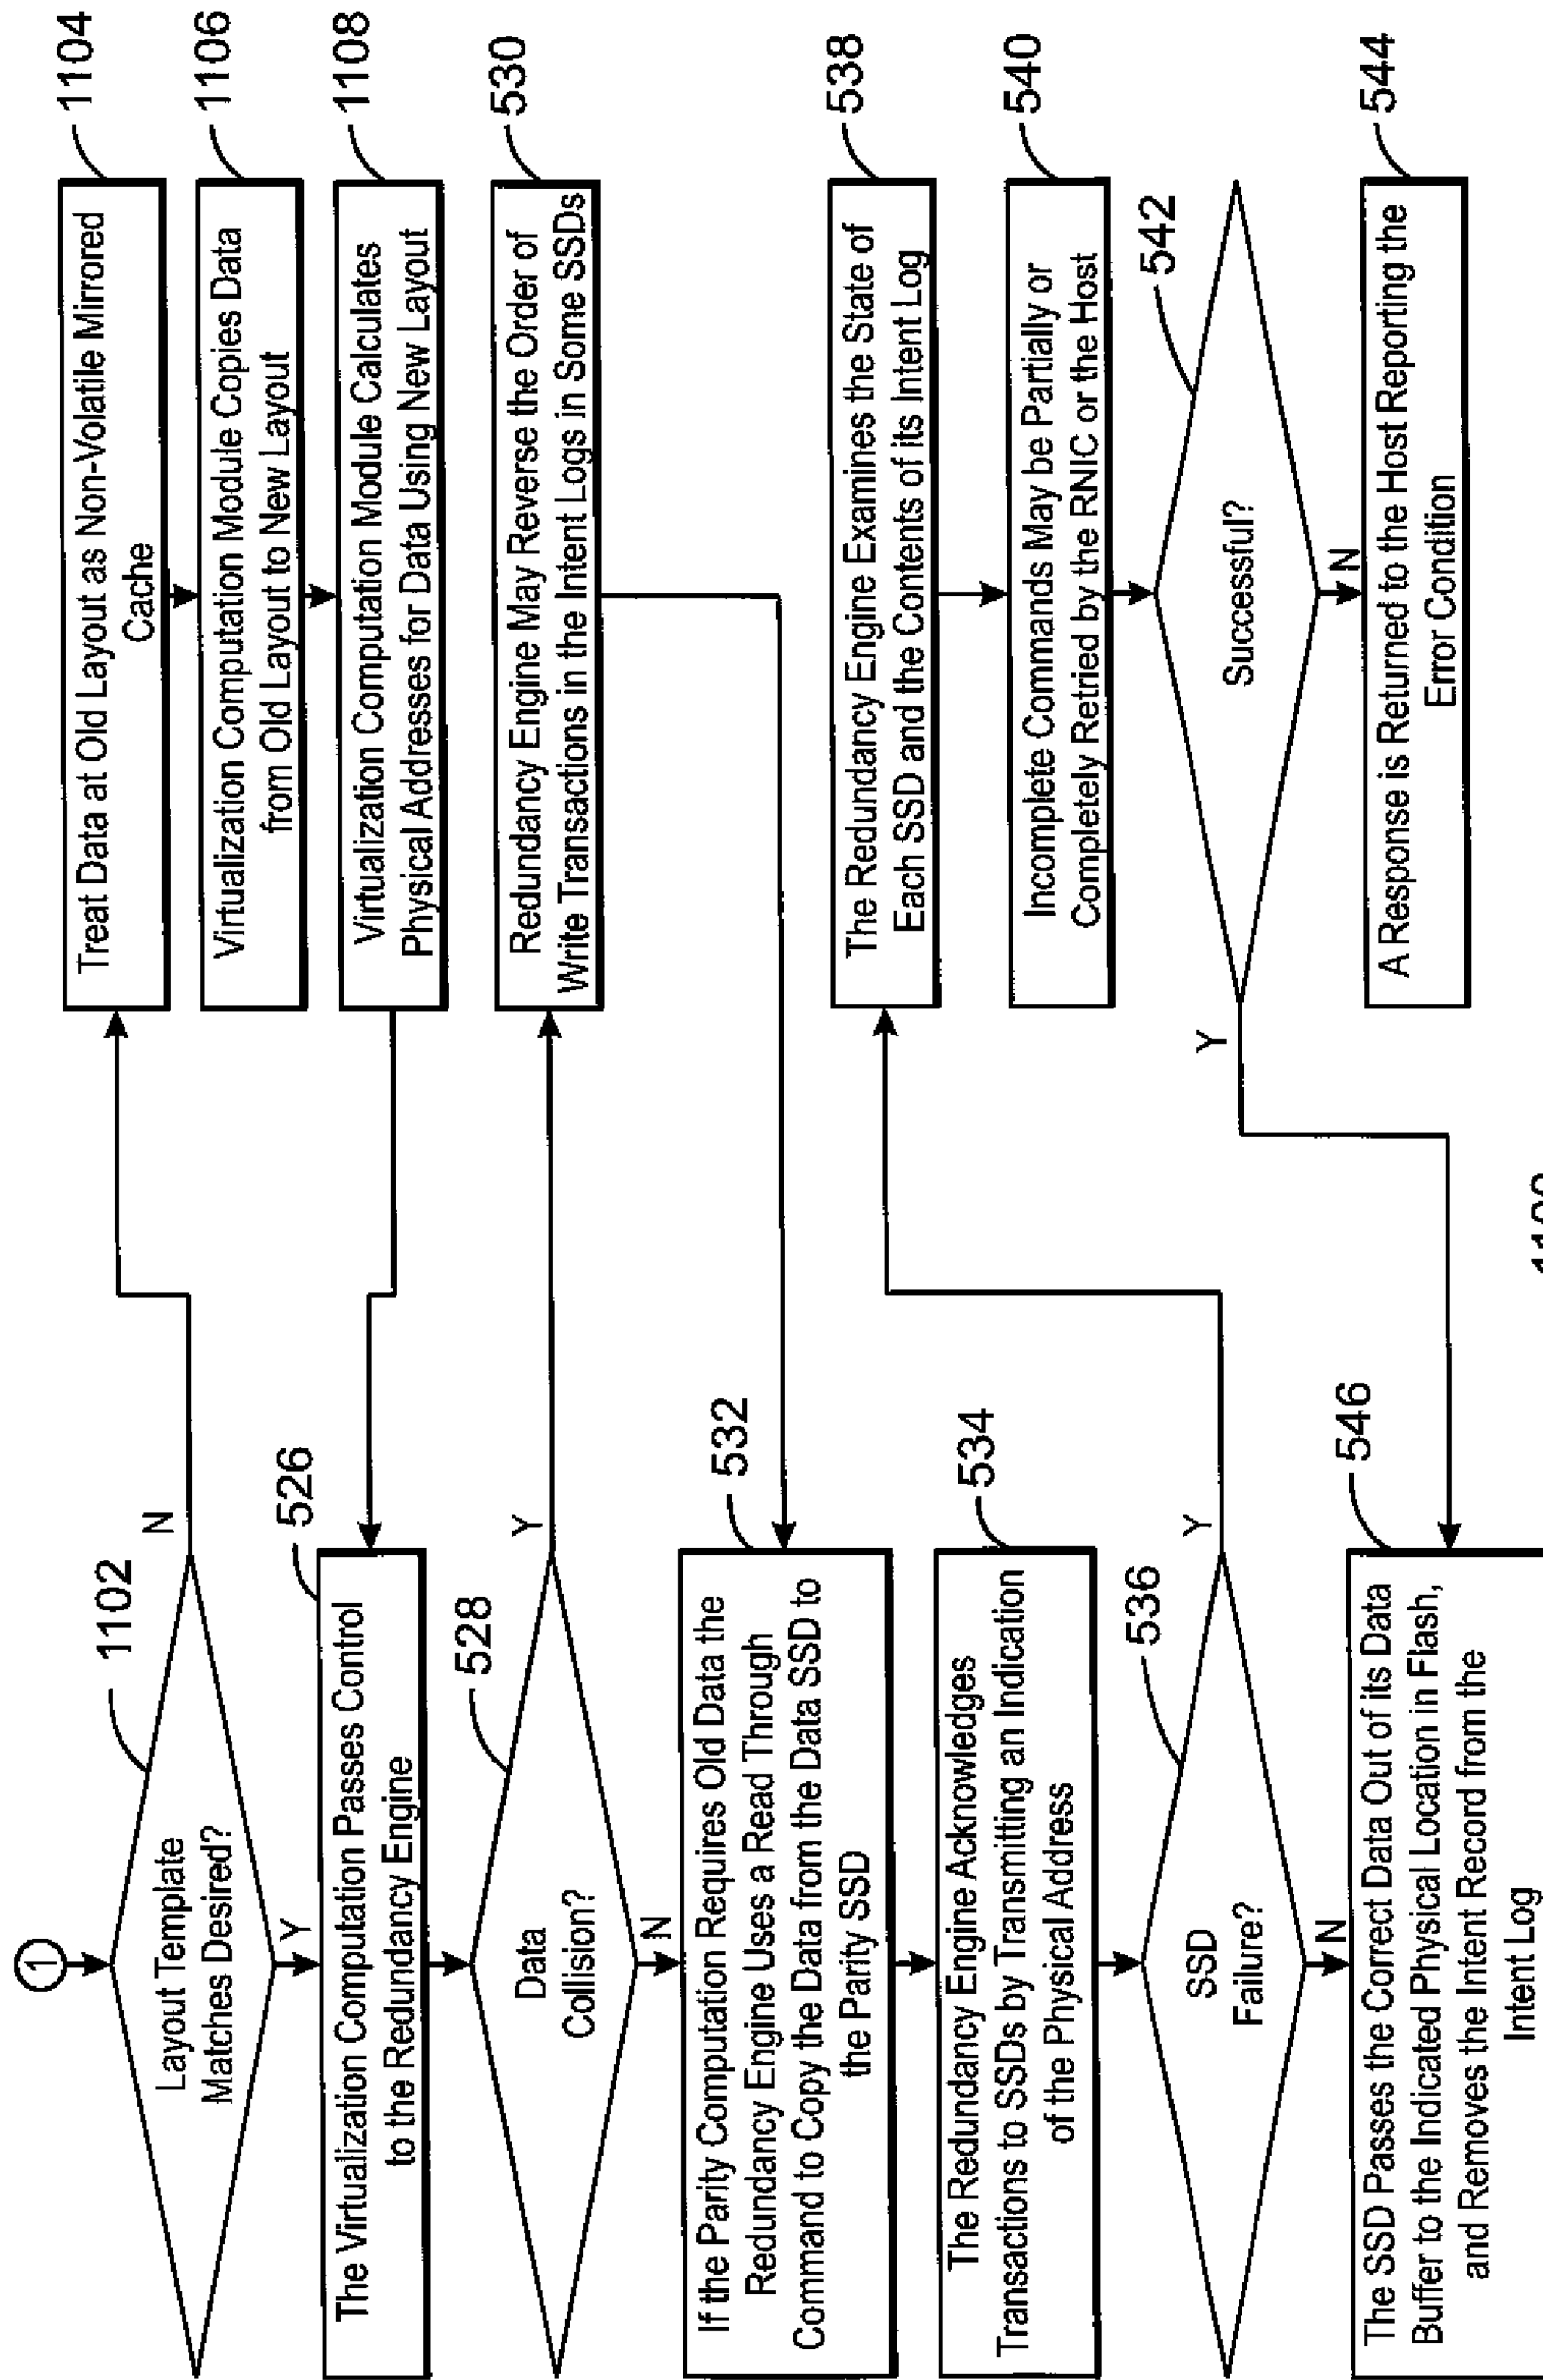 1
Layout Template
Matches Desired?
1102
N
Y
Treat Data at Old Layout as Non-Volatile Mirrored
Cache
1104
Virtualization Computation Module Copies Data
from Old Layout to New Layout
1106
Virtualization Computation Module Calculates
Physical Addresses for Data Using New Layout
1108
The Virtualization Computation Passes Control
to the Redundancy Engine
526
Data
Collision?
528
Y
N
Redundancy Engine May Reverse the Order of
Write Transactions in the Intent Logs in Some SSDs
530
If the Parity Computation Requires Old Data the
Redundancy Engine Uses a Read Through
Command to Copy the Data from the Data SSD to
the Parity SSD
532
The Redundancy Engine Acknowledges
Transactions to SSDs by Transmitting an Indication
of the Physical Address
534
SSD
Failure?
536
Y
N
The Redundancy Engine Examines the State of
Each SSD and the Contents of its Intent Log
538
Incomplete Commands May be Partially or
Completely Retried by the RNIC or the Host
540
Successful?
542
Y
N
A Response is Returned to the Host Reporting the
Error Condition
544
The SSD Passes the Correct Data Out of its Data
Buffer to the Indicated Physical Location in Flash,
and Removes the Intent Record from the
Intent Log
546